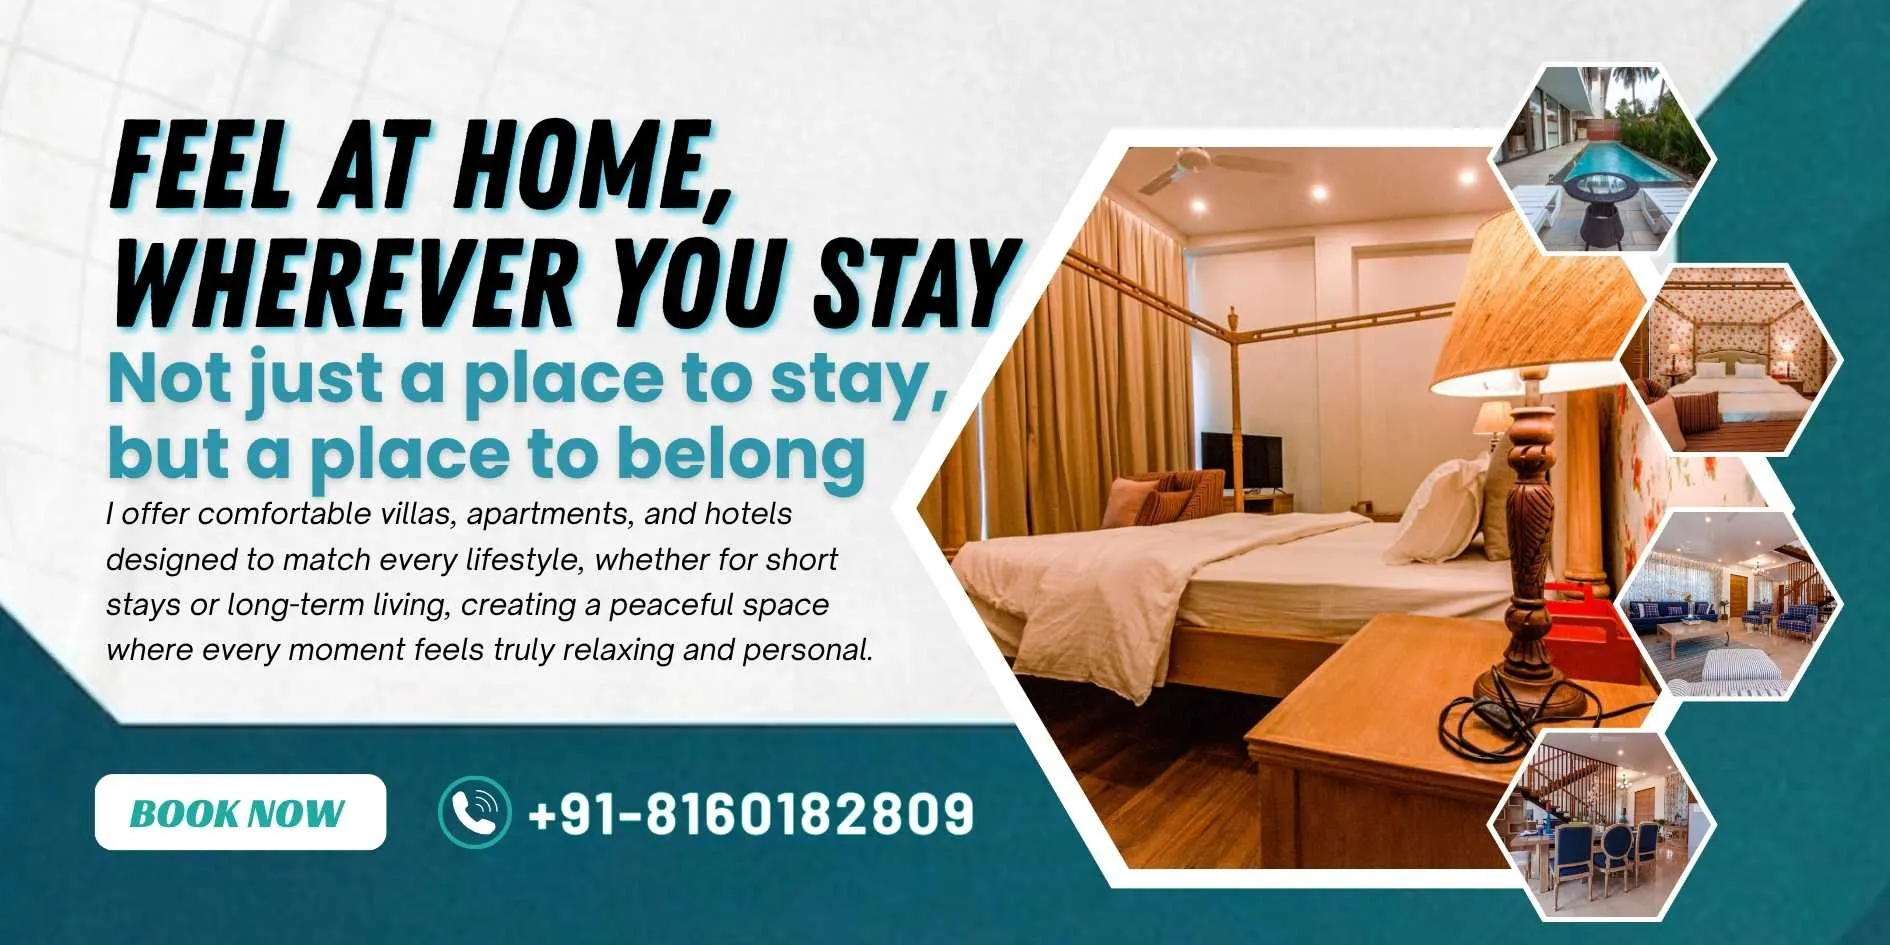 FEEL AT HOME,
WHEREVER YOU STAY
Not just a place to stay,
but a place to belong
I offer comfortable villas, apartments, and hotels
designed to match every lifestyle, whether for short
stays or long-term living, creating a peaceful space
where every moment feels truly relaxing and personal.
BOOK NOW
+91-8160182809